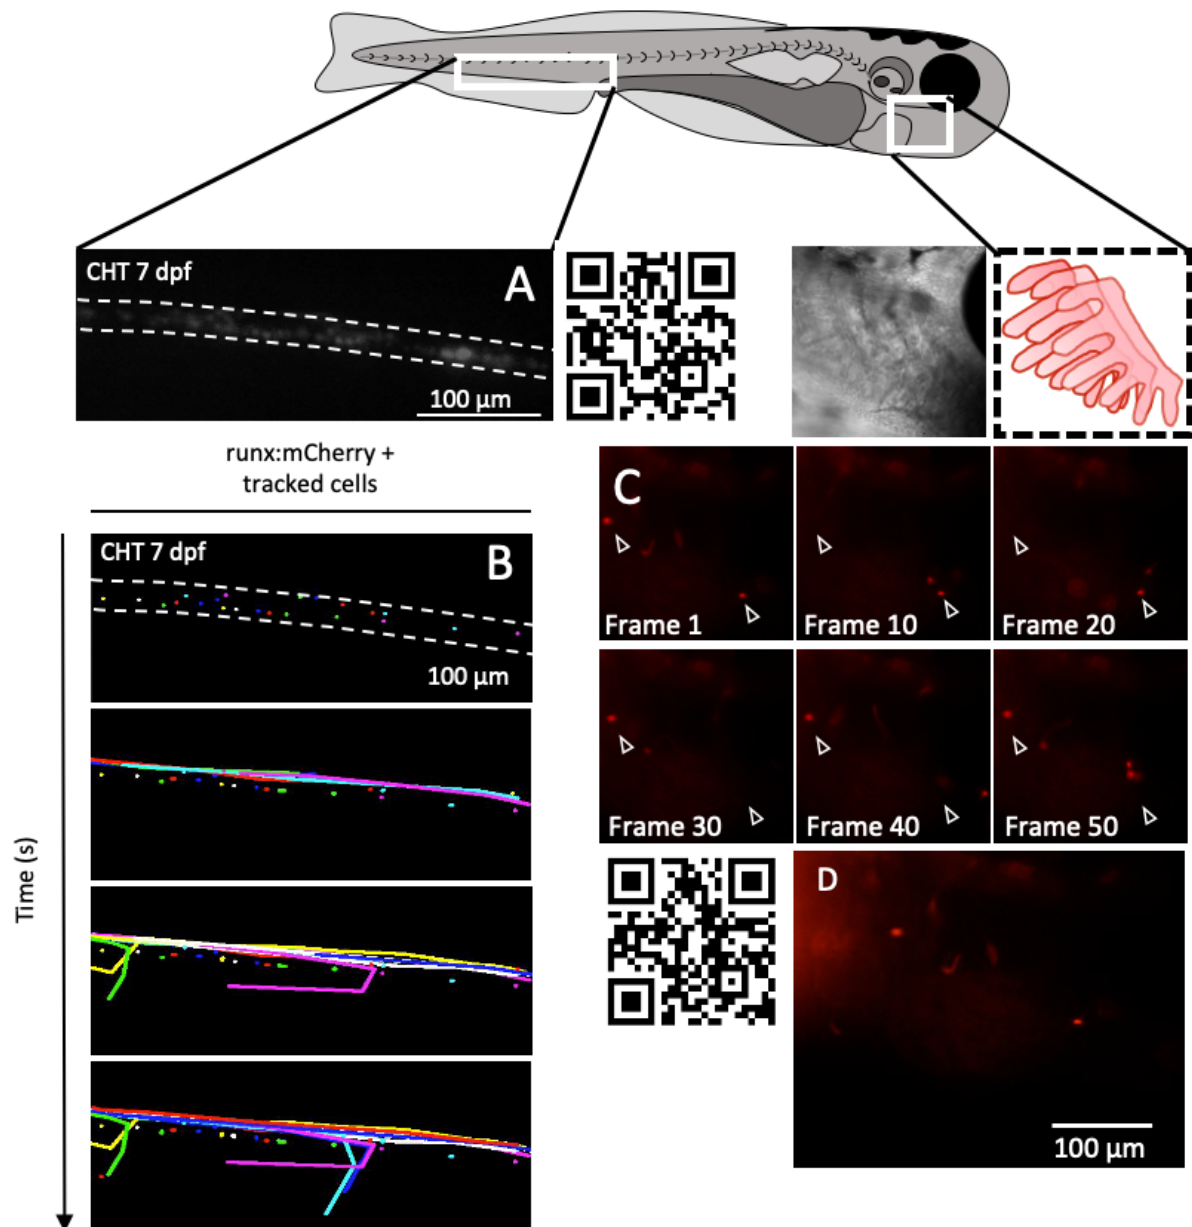 CHT 7 dpf
A
100 µm
runx:mCherry +
tracked cells
CHT 7 dpf
B
100 µm
Time (s)
C
Frame 1
Frame 10
Frame 20
Frame 30
Frame 40
Frame 50
D
100 µm